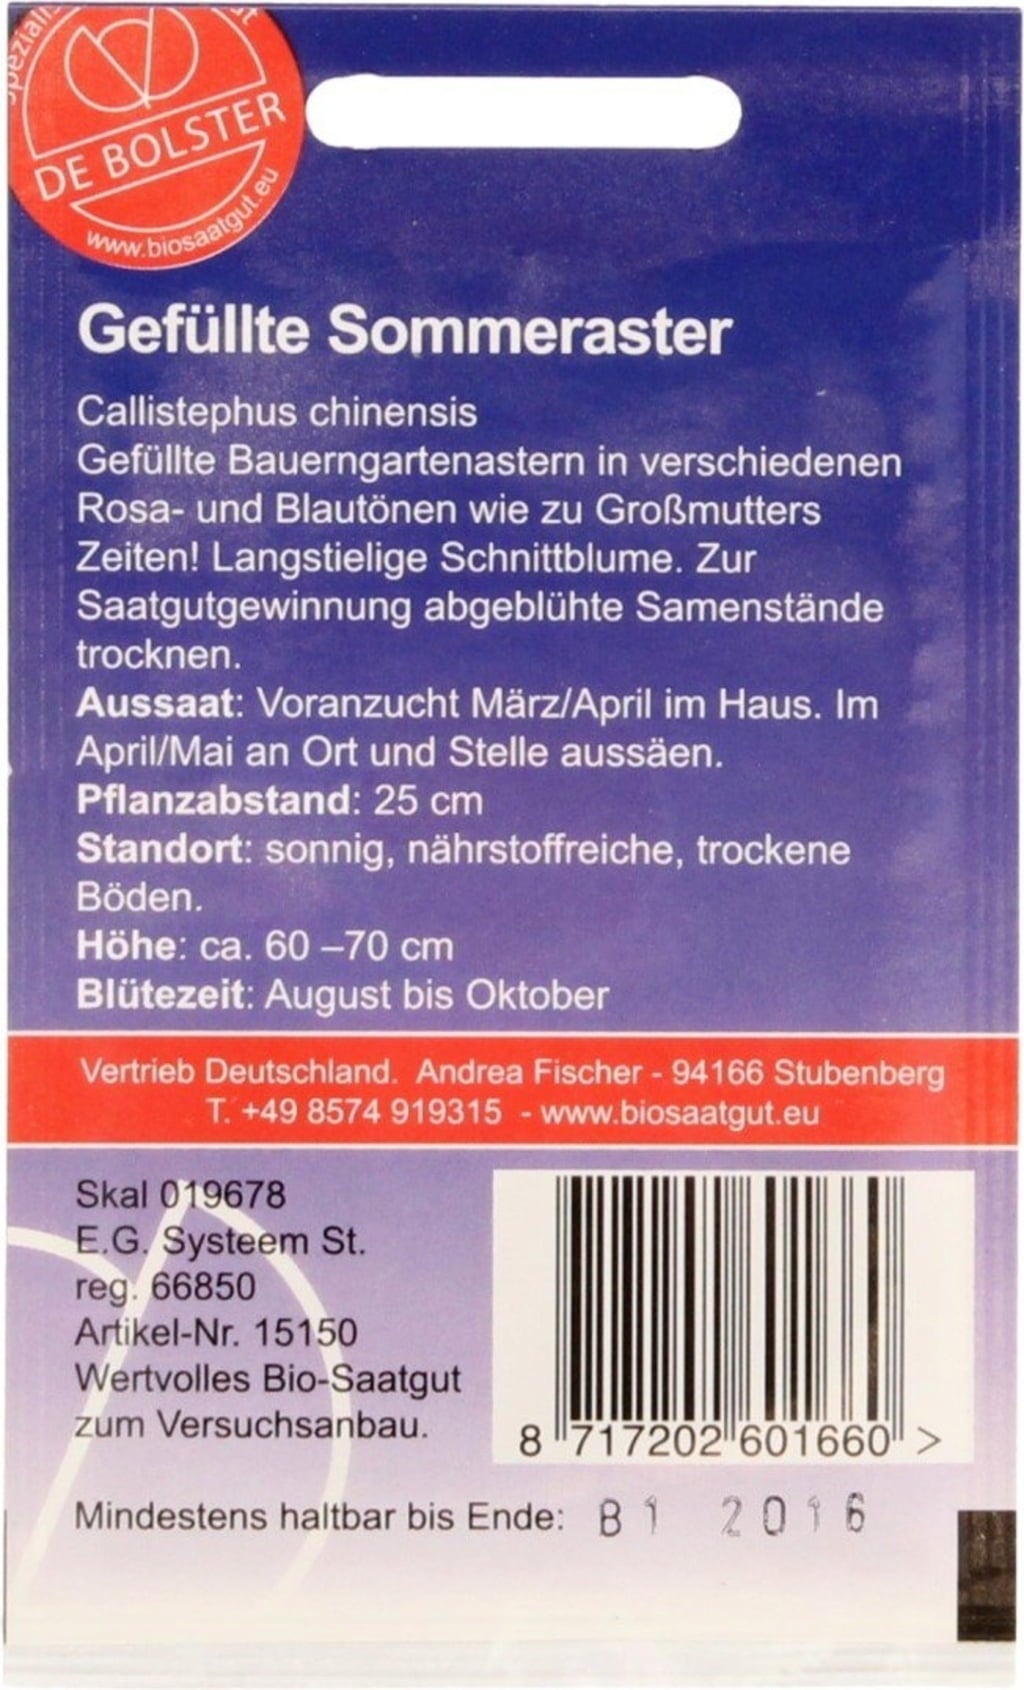 DE BOLSTER
www.biosaatgut.eu
Gefüllte Sommeraster
Callistephus chinensis
Gefüllte Bauerngartenastern in verschiedenen
Rosa- und Blautönen wie zu Großmutters
Zeiten! Langstielige Schnittblume. Zur
Saatgutgewinnung abgeblühte Samenstände
trocknen.
Aussaat: Voranzucht März/April im Haus. Im
April/Mai an Ort und Stelle aussäen.
Pflanzabstand: 25 cm
Standort: sonnig, nährstoffreiche, trockene
Böden.
Höhe: ca. 60 –70 cm
Blütezeit: August bis Oktober
Vertrieb Deutschland. Andrea Fischer - 94166 Stubenberg
T. +49 8574 919315 - www.biosaatgut.eu
Skal 019678
E.G. Systeem St.
reg. 66850
Artikel-Nr. 15150
Wertvolles Bio-Saatgut
zum Versuchsanbau.
8 717202 601660 >
Mindestens haltbar bis Ende: B1 2016